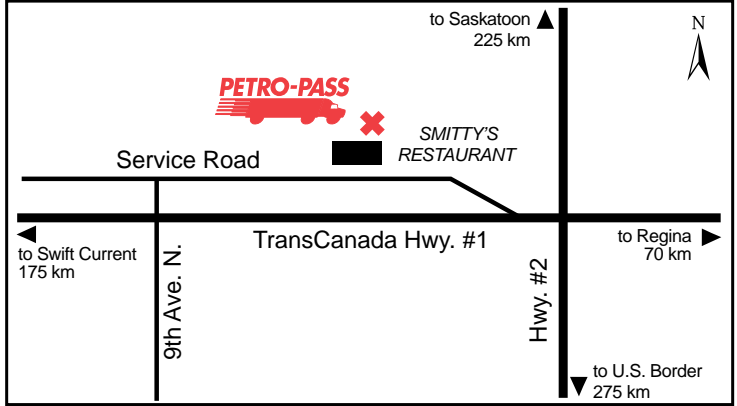 to Saskatoon
225 km
N
PETRO-PASS
SMITTY'S
RESTAURANT
Service Road
TransCanada Hwy. #1
to Swift Current
175 km
to Regina
70 km
9th Ave. N.
Hwy. #2
to U.S. Border
275 km